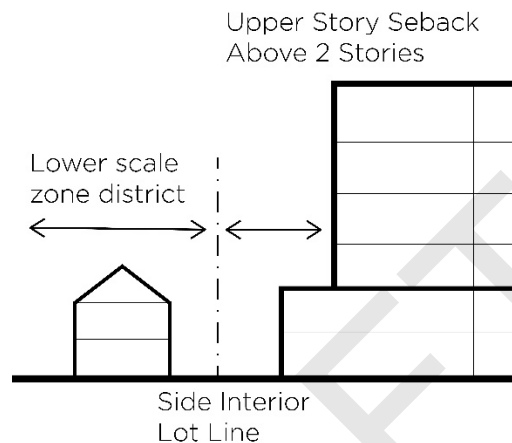 Upper Story Seback
Above 2 Stories
Lower scale
zone district
Side Interior
Lot Line